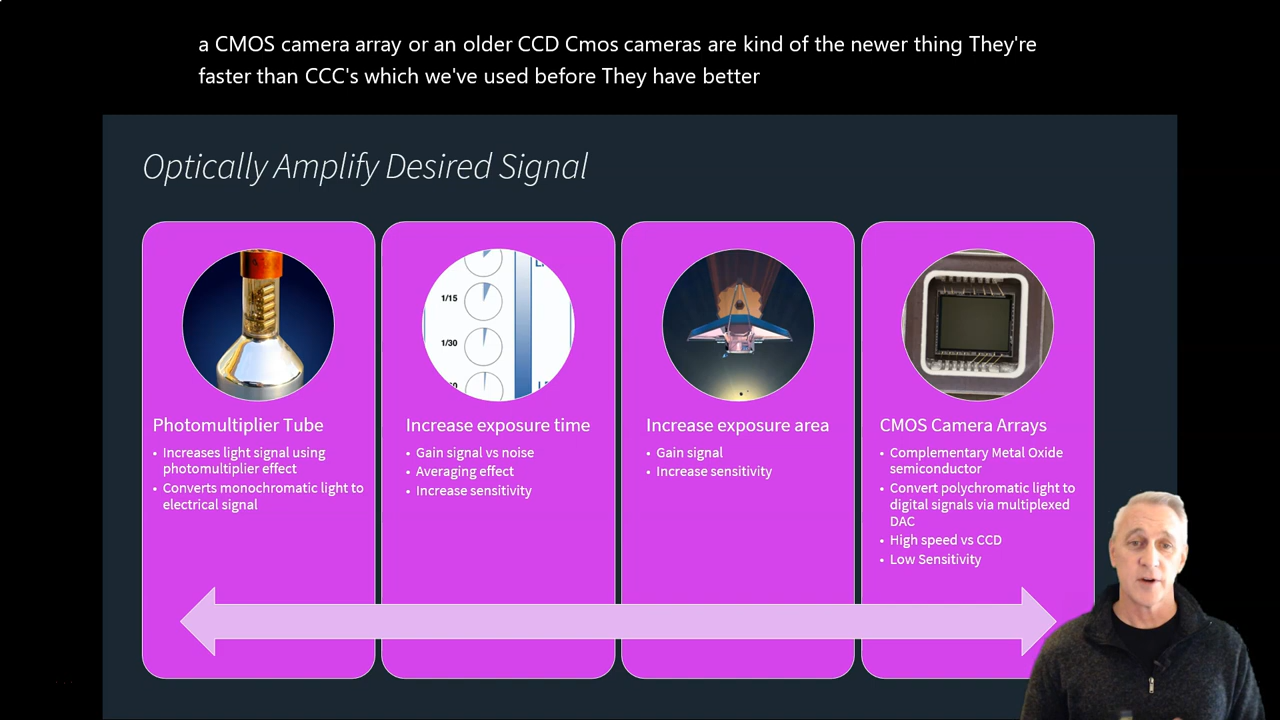 a CMOS camera array or an older CCD Cmos cameras are kind of the newer thing They're
faster than CCC's which we've used before They have better
Optically Amplify Desired Signal
1/15
1/30
Photomultiplier Tube
• Increases light signal using
photomultiplier effect
• Converts monochromatic light to
electrical signal
Increase exposure time
• Gain signal vs noise
• Averaging effect
• Increase sensitivity
Increase exposure area
• Gain signal
• Increase sensitivity
CMOS Camera Arrays
• Complementary Metal Oxide
semiconductor
• Convert polychromatic light to
digital signals via multiplexed
DAC
• High speed vs CCD
• Low Sensitivity